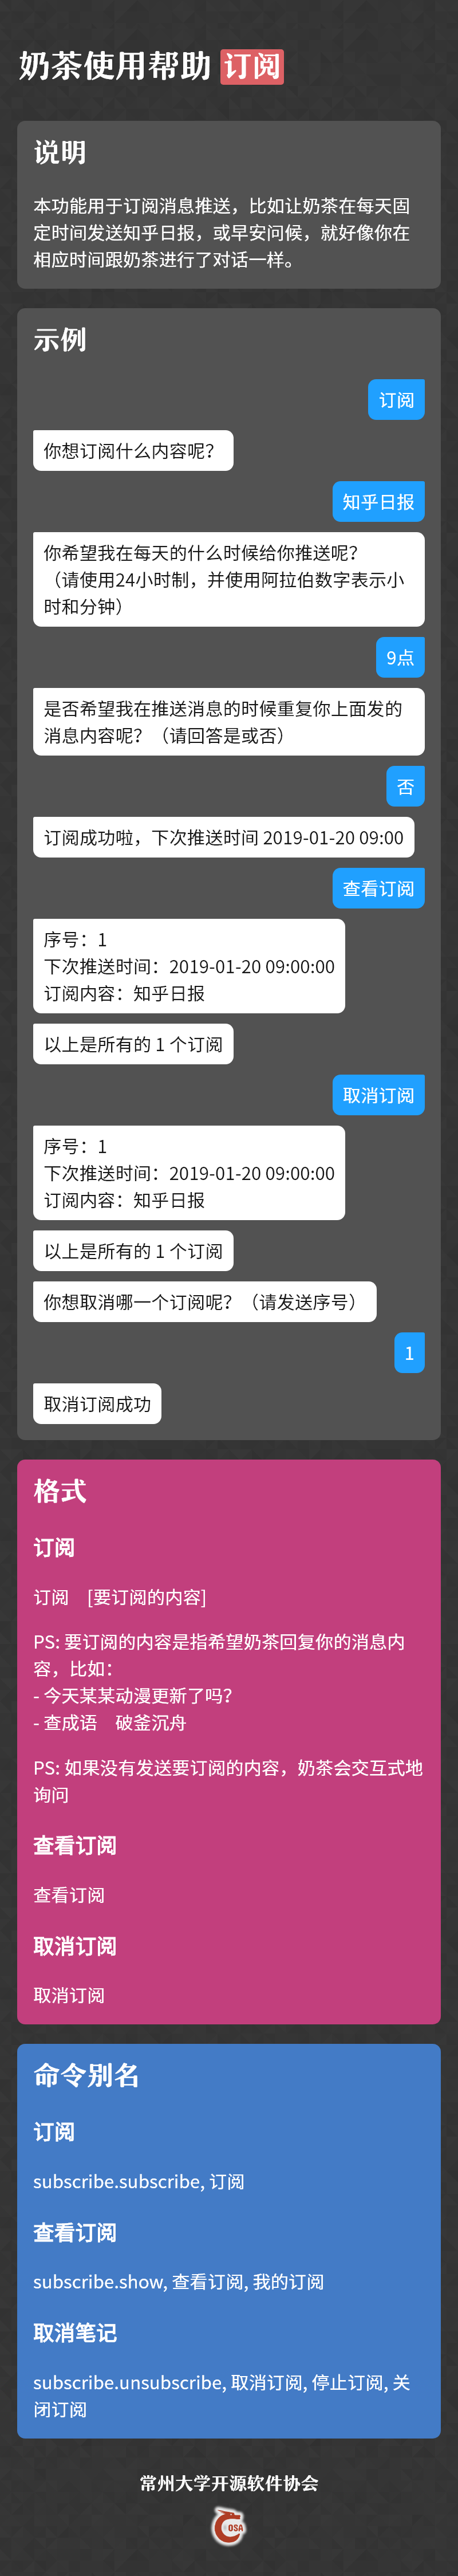 奶茶使用帮助 订阅
说明
本功能用于订阅消息推送，比如让奶茶在每天固
定时间发送知乎日报，或早安问候，就好像你在
相应时间跟奶茶进行了对话一样。
示例
订阅
你想订阅什么内容呢？
知乎日报
你希望我在每天的什么时候给你推送呢？
（请使用24小时制，并使用阿拉伯数字表示小
时和分钟）
9点
是否希望我在推送消息的时候重复你上面发的
消息内容呢？（请回答是或否）
否
订阅成功啦，下次推送时间 2019-01-20 09:00
查看订阅
序号：1
下次推送时间：2019-01-20 09:00:00
订阅内容：知乎日报
以上是所有的 1 个订阅
取消订阅
序号：1
下次推送时间：2019-01-20 09:00:00
订阅内容：知乎日报
以上是所有的 1 个订阅
你想取消哪一个订阅呢？（请发送序号）
1
取消订阅成功
格式
订阅
订阅　[要订阅的内容]
PS: 要订阅的内容是指希望奶茶回复你的消息内
容，比如：
- 今天某某动漫更新了吗？
- 查成语　破釜沉舟
PS: 如果没有发送要订阅的内容，奶茶会交互式地
询问
查看订阅
查看订阅
取消订阅
取消订阅
命令别名
订阅
subscribe.subscribe, 订阅
查看订阅
subscribe.show, 查看订阅, 我的订阅
取消笔记
subscribe.unsubscribe, 取消订阅, 停止订阅, 关
闭订阅
常州大学开源软件协会
OSA